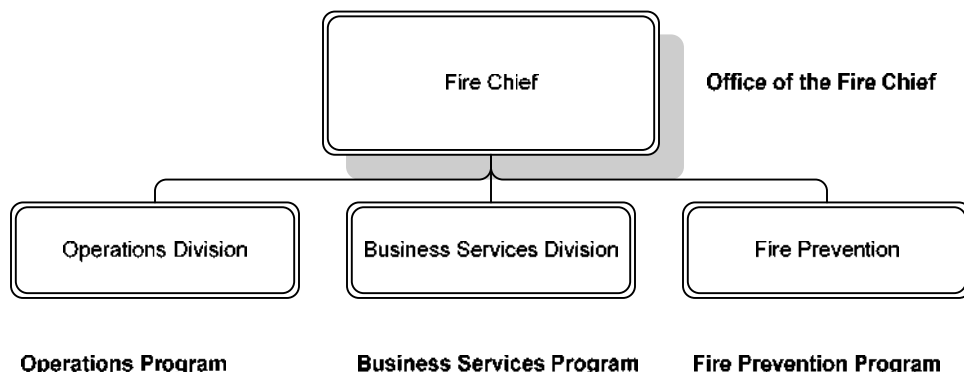 Fire Chief
Office of the Fire Chief
Operations Division
Business Services Division
Fire Prevention
Operations Program
Business Services Program
Fire Prevention Program